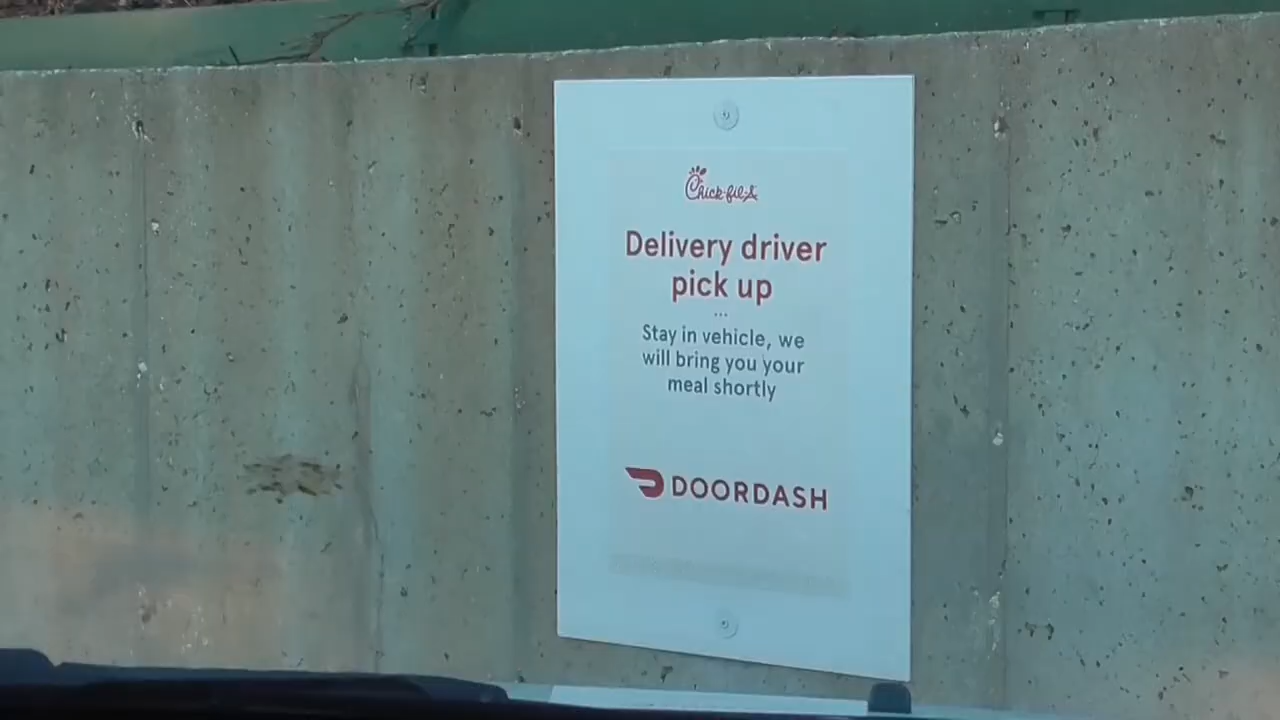 Chick-fil-A
Delivery driver
pick up
...
Stay in vehicle, we
will bring you your
meal shortly
DOORDASH